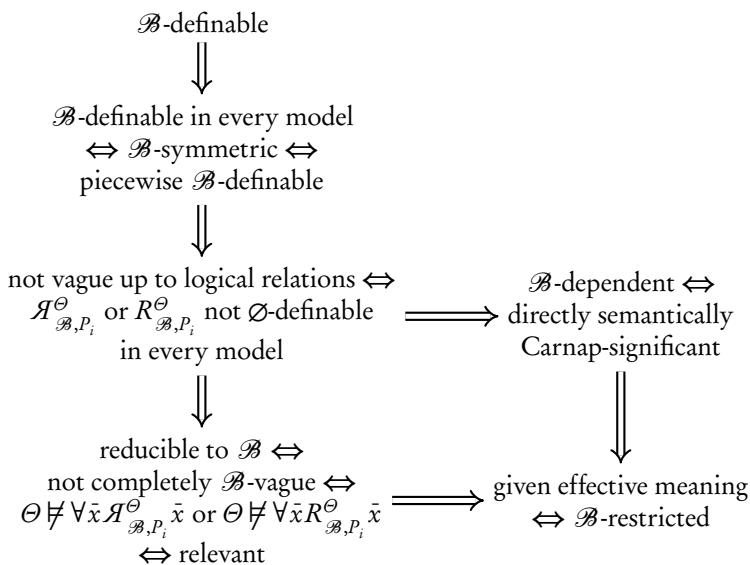 ℬ-definable
⇓
ℬ-definable in every model
⇔ ℬ-symmetric ⇔
piecewise ℬ-definable
⇓
not vague up to logical relations ⇔
Я^Θ_{ℬ,P_i} or R^Θ_{ℬ,P_i} not ∅-definable
in every model
⟹
ℬ-dependent ⇔
directly semantically
Carnap-significant
⇓
⇓
reducible to ℬ ⇔
not completely ℬ-vague ⇔
Θ ⊭ ∀x̄Я^Θ_{ℬ,P_i}x̄ or Θ ⊭ ∀x̄R^Θ_{ℬ,P_i}x̄
⇔ relevant
⟹
given effective meaning
⇔ ℬ-restricted